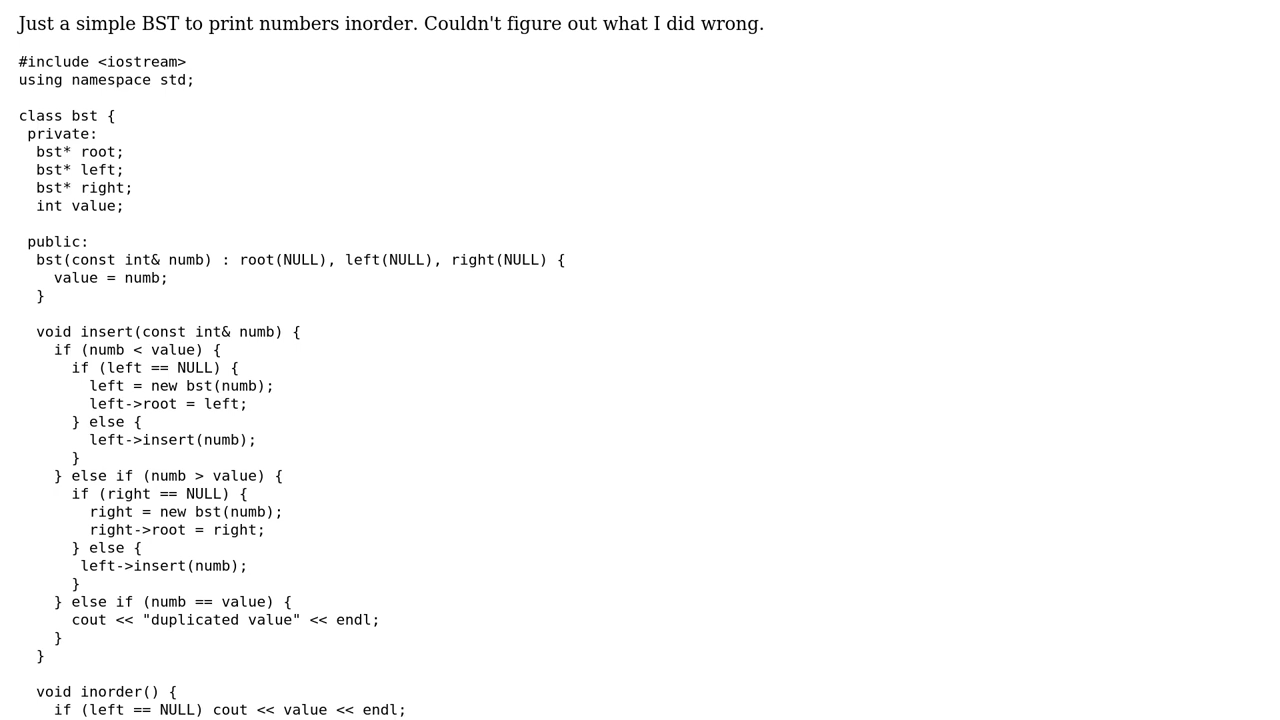 Just a simple BST to print numbers inorder. Couldn't figure out what I did wrong.
#include <iostream>
using namespace std;

class bst {
 private:
  bst* root;
  bst* left;
  bst* right;
  int value;

 public:
  bst(const int& numb) : root(NULL), left(NULL), right(NULL) {
    value = numb;
  }

  void insert(const int& numb) {
    if (numb < value) {
      if (left == NULL) {
        left = new bst(numb);
        left->root = left;
      } else {
        left->insert(numb);
      }
    } else if (numb > value) {
      if (right == NULL) {
        right = new bst(numb);
        right->root = right;
      } else {
       left->insert(numb);
      }
    } else if (numb == value) {
      cout << "duplicated value" << endl;
    }
  }

  void inorder() {
    if (left == NULL) cout << value << endl;